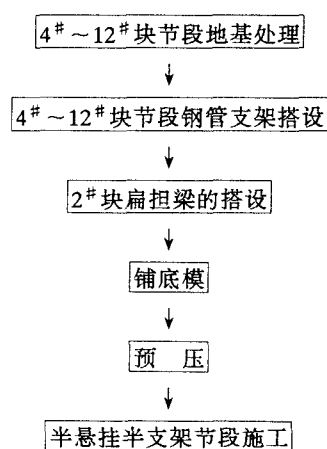 4#～12#块节段地基处理
4#～12#块节段钢管支架搭设
2#块扁担梁的搭设
铺底模
预　压
半悬挂半支架节段施工